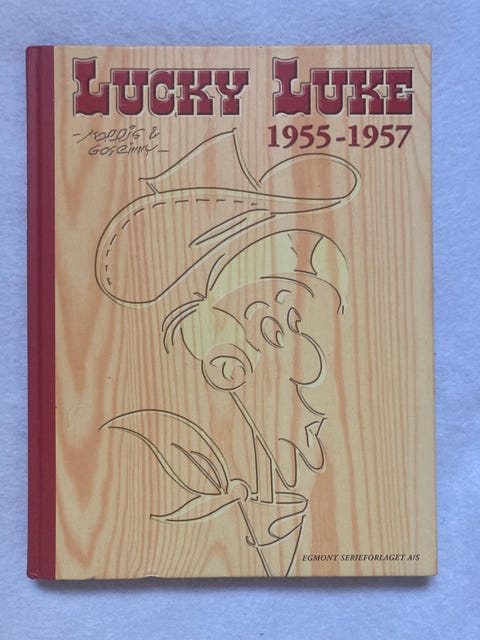 LUCKY LUKE
1955-1957
-MORRIS &
GOSCINNY-
EGMONT SERIEFORLAGET A/S